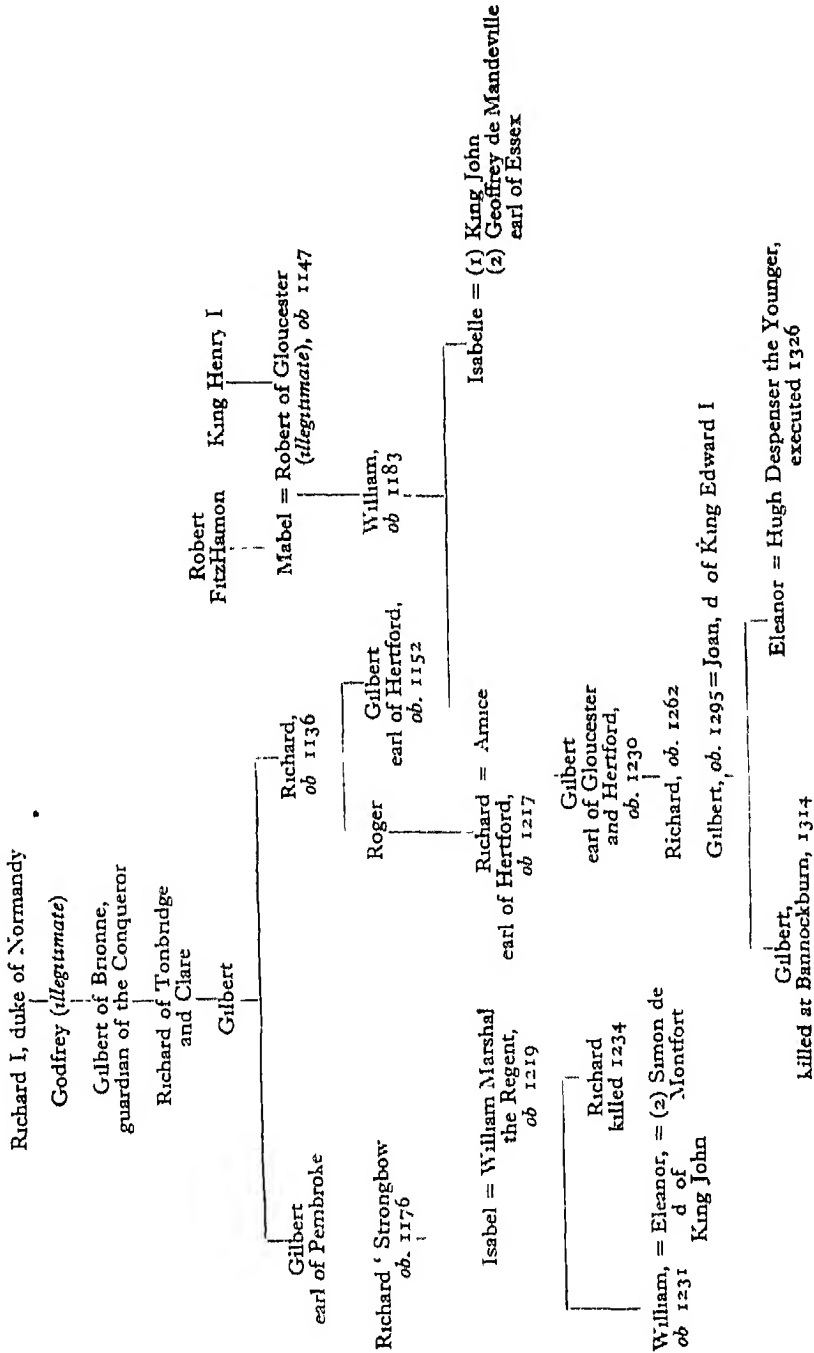 Richard I, duke of Normandy
Godfrey (illegitimate)
Gilbert of Brionne,
guardian of the Conqueror
Richard of Tonbridge
and Clare
Gilbert
Gilbert
earl of Pembroke
Richard,
ob 1136
Robert
FitzHamon
King Henry I
Mabel = Robert of Gloucester
(illegitimate), ob 1147
Richard ' Strongbow
ob. 1176
Roger
Gilbert
earl of Hertford,
ob. 1152
William,
ob 1183
Isabel = William Marshal
the Regent,
ob 1219
Richard = Amice
earl of Hertford,
ob 1217
Isabelle = (1) King John
(2) Geoffrey de Mandeville
earl of Essex
William, = Eleanor, = (2) Simon de
ob 1231 d of Montfort
King John
Richard
killed 1234
Gilbert
earl of Gloucester
and Hertford,
ob. 1230
Richard, ob. 1262
Gilbert, ob. 1295 = Joan, d of King Edward I
Gilbert,
killed at Bannockburn, 1314
Eleanor = Hugh Despenser the Younger,
executed 1326